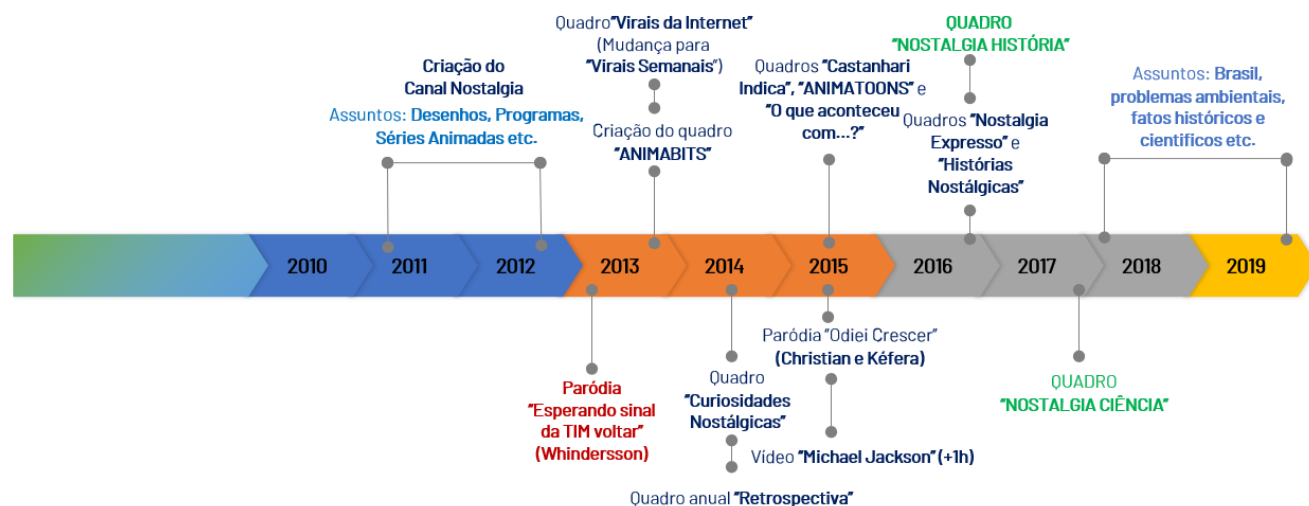 Criação do
Canal Nostalgia
Assuntos: Desenhos, Programas,
Séries Animadas etc.
Quadro"Virais da Internet"
(Mudança para
"Virais Semanais")
Criação do quadro
"ANIMABITS"
Quadros "Castanhari
Indica", "ANIMATOONS" e
"O que aconteceu
com...?"
QUADRO
"NOSTALGIA HISTÓRIA"
Quadros "Nostalgia
Expresso" e
"Histórias
Nostálgicas"
Assuntos: Brasil,
problemas ambientais,
fatos históricos e
científicos etc.
2010
2011
2012
2013
2014
2015
2016
2017
2018
2019
Paródia
"Esperando sinal
da TIM voltar"
(Whindersson)
Quadro
"Curiosidades
Nostálgicas"
Quadro anual "Retrospectiva"
Paródia "Odiei Crescer"
(Christian e Kéfera)
Vídeo "Michael Jackson" (+1h)
QUADRO
"NOSTALGIA CIÊNCIA"